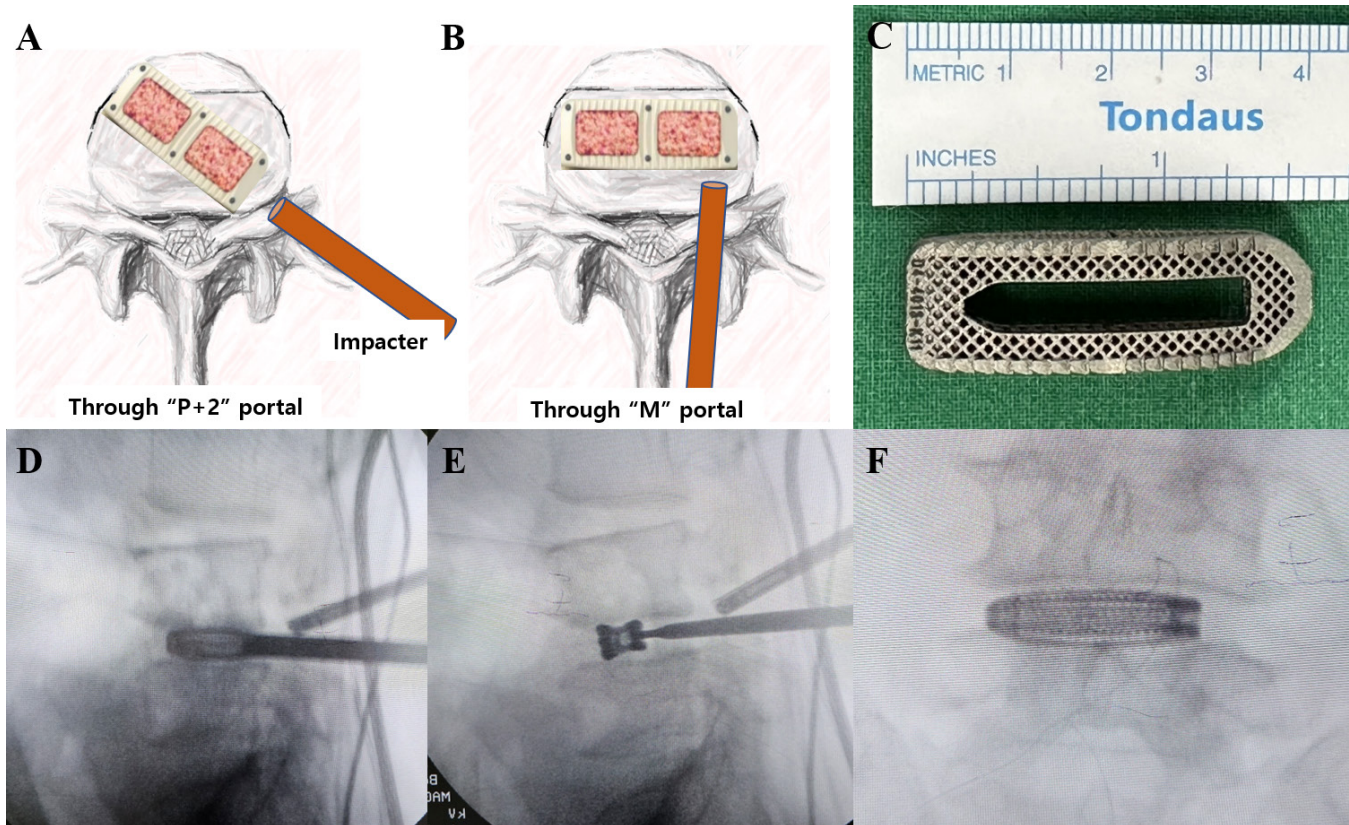 A
B
C
Impacter
Through “P+2” portal
Through “M” portal
METRIC 1 2 3 4
Tondaus
INCHES 1
D
E
F